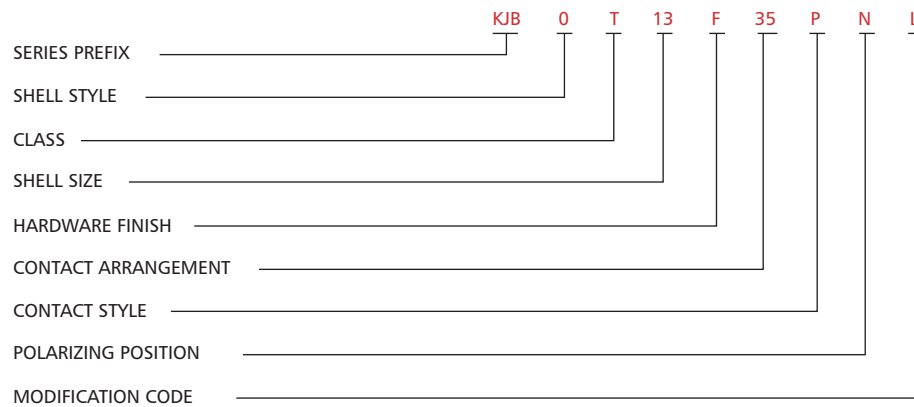 KJB 0 T 13 F 35 P N
SERIES PREFIX
SHELL STYLE
CLASS
SHELL SIZE
HARDWARE FINISH
CONTACT ARRANGEMENT
CONTACT STYLE
POLARIZING POSITION
MODIFICATION CODE